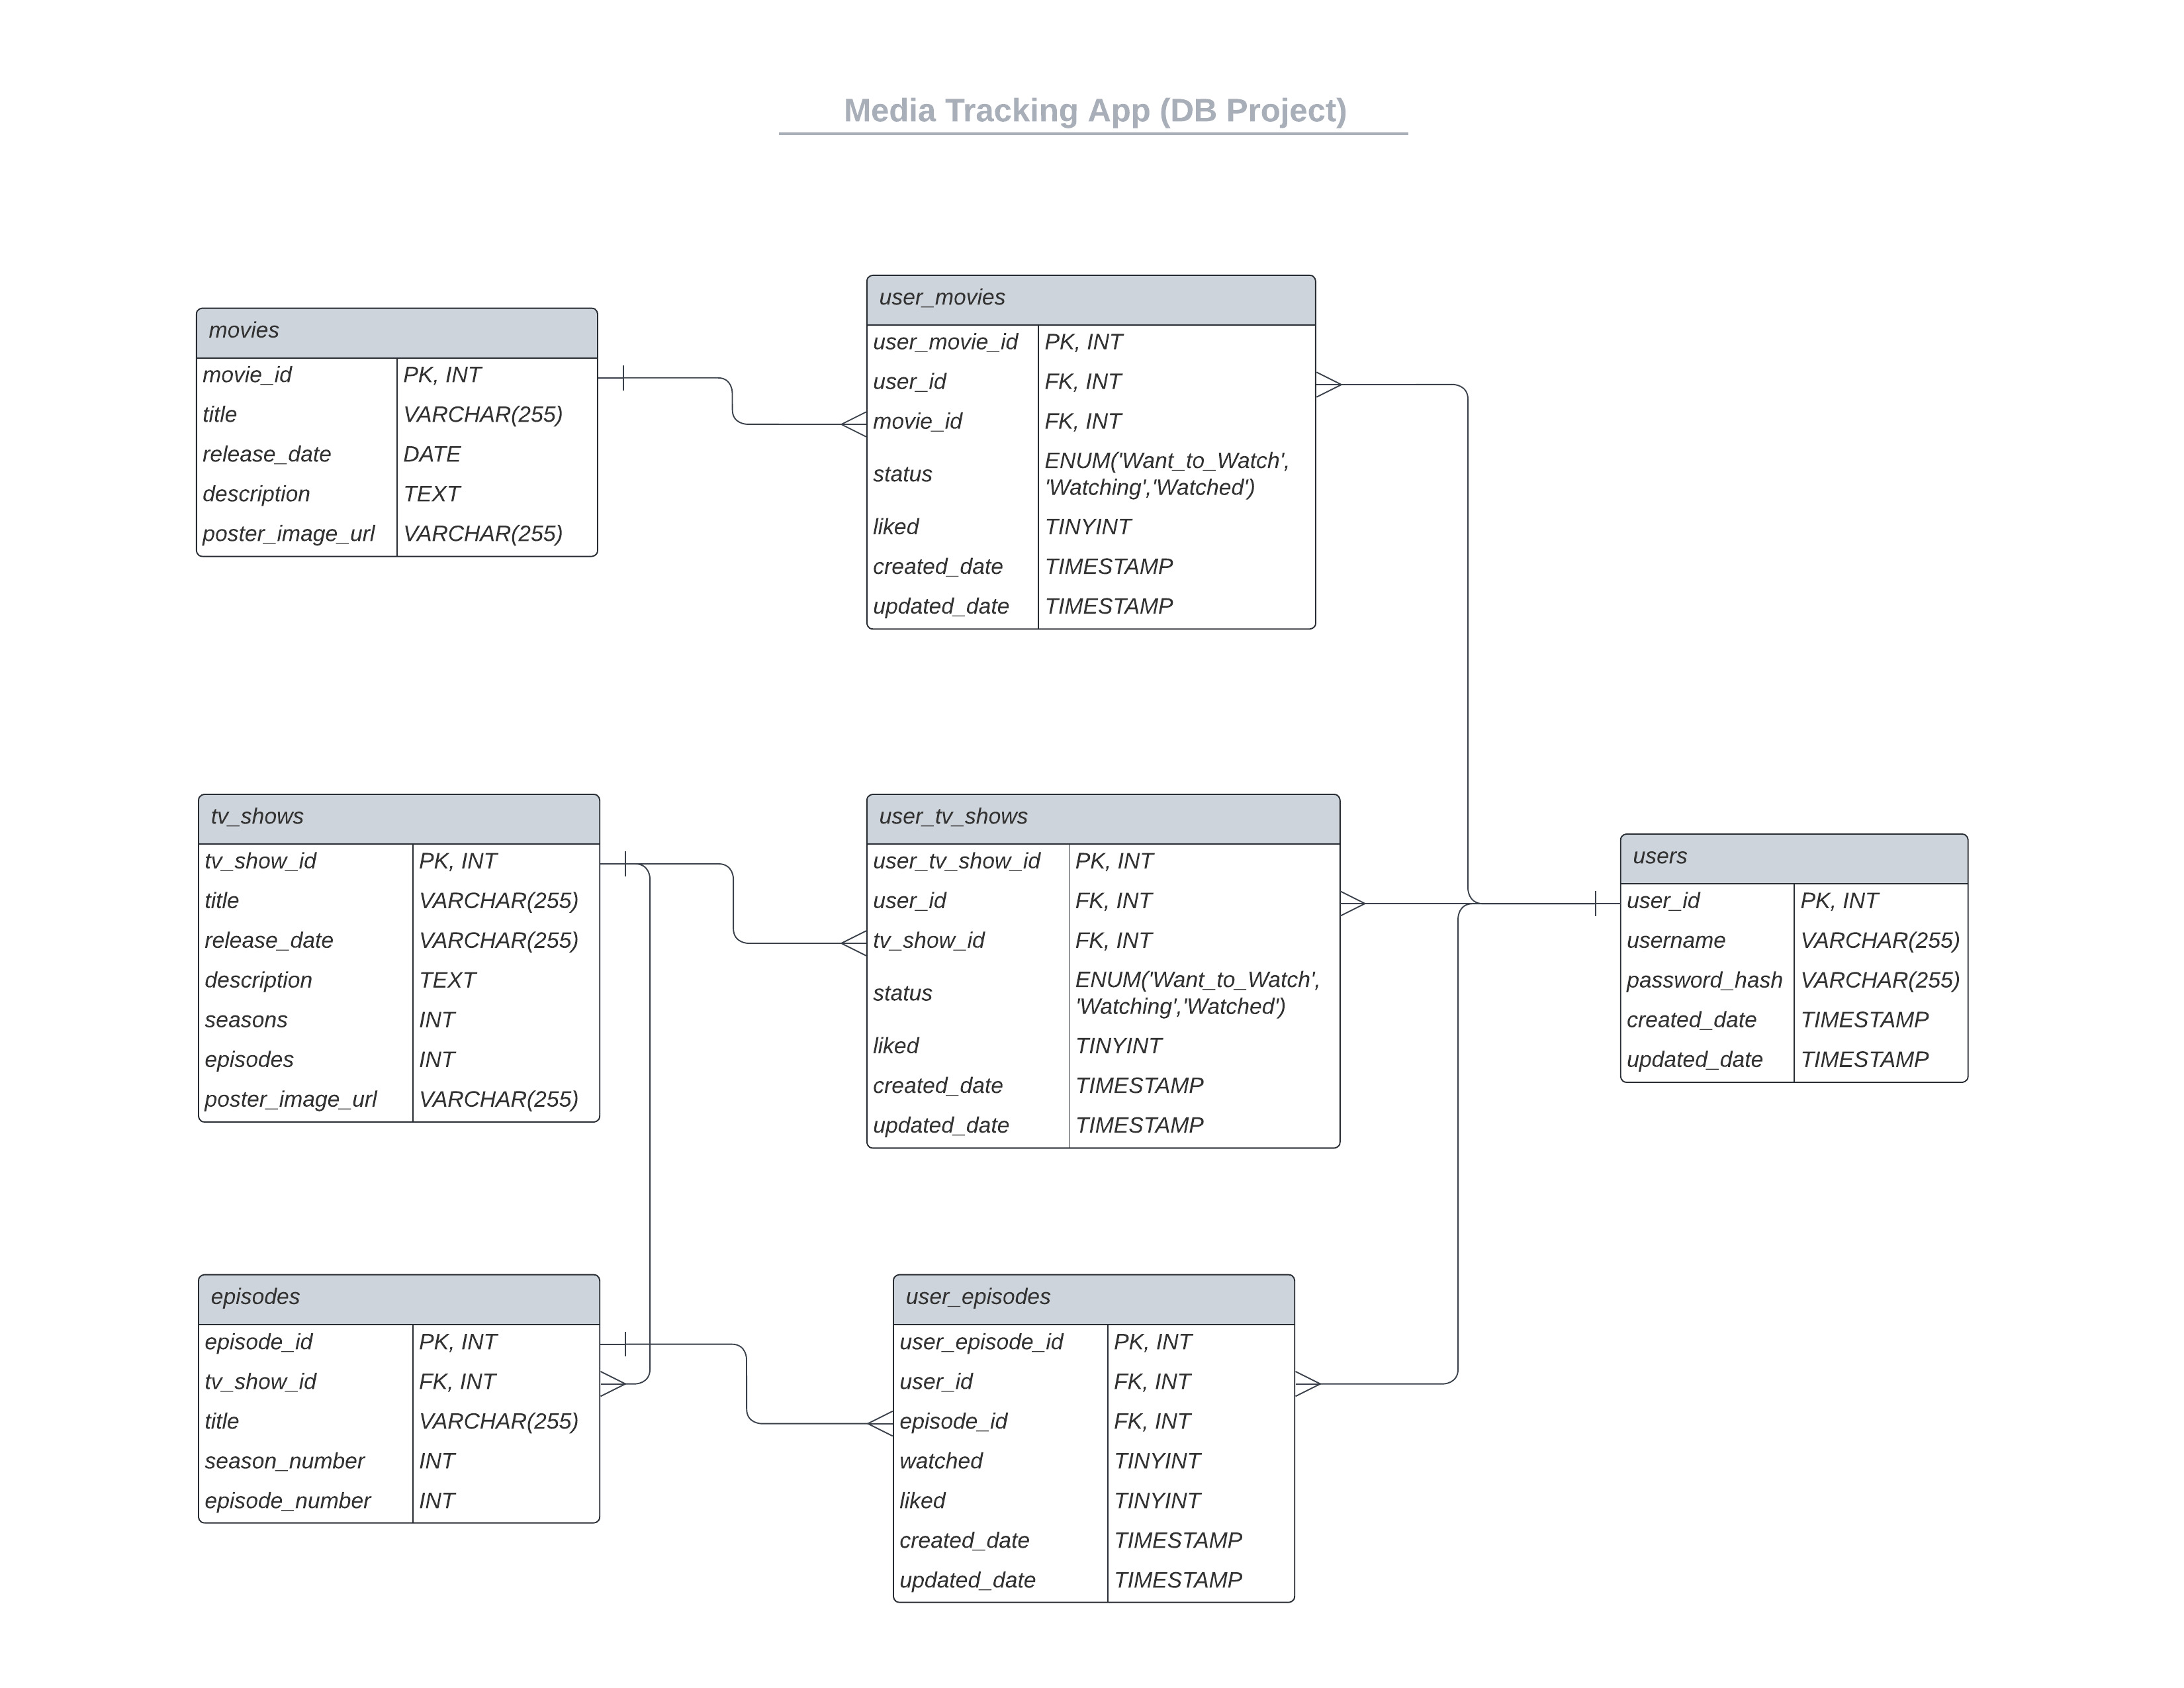 Media Tracking App (DB Project)
movies
movie_id PK, INT
title VARCHAR(255)
release_date DATE
description TEXT
poster_image_url VARCHAR(255)
user_movies
user_movie_id PK, INT
user_id FK, INT
movie_id FK, INT
status ENUM('Want_to_Watch',
'Watching','Watched')
liked TINYINT
created_date TIMESTAMP
updated_date TIMESTAMP
tv_shows
tv_show_id PK, INT
title VARCHAR(255)
release_date VARCHAR(255)
description TEXT
seasons INT
episodes INT
poster_image_url VARCHAR(255)
user_tv_shows
user_tv_show_id PK, INT
user_id FK, INT
tv_show_id FK, INT
status ENUM('Want_to_Watch',
'Watching','Watched')
liked TINYINT
created_date TIMESTAMP
updated_date TIMESTAMP
users
user_id PK, INT
username VARCHAR(255)
password_hash VARCHAR(255)
created_date TIMESTAMP
updated_date TIMESTAMP
episodes
episode_id PK, INT
tv_show_id FK, INT
title VARCHAR(255)
season_number INT
episode_number INT
user_episodes
user_episode_id PK, INT
user_id FK, INT
episode_id FK, INT
watched TINYINT
liked TINYINT
created_date TIMESTAMP
updated_date TIMESTAMP